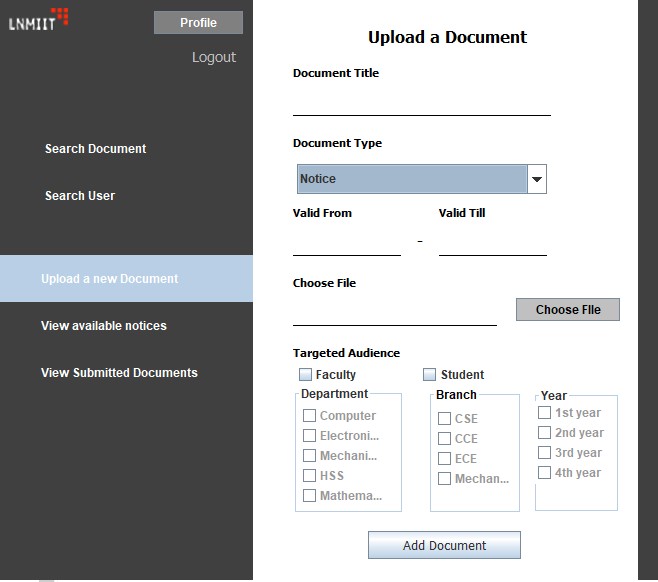 LNMIIT
Profile
Logout
Search Document
Search User
Upload a new Document
View available notices
View Submitted Documents
Upload a Document
Document Title
Document Type
Notice
Valid From Valid Till
-
Choose File
Choose FIle
Targeted Audience
Faculty Student
Department
Computer
Electroni...
Mechani...
HSS
Mathema...
Branch
CSE
CCE
ECE
Mechan...
Year
1st year
2nd year
3rd year
4th year
Add Document